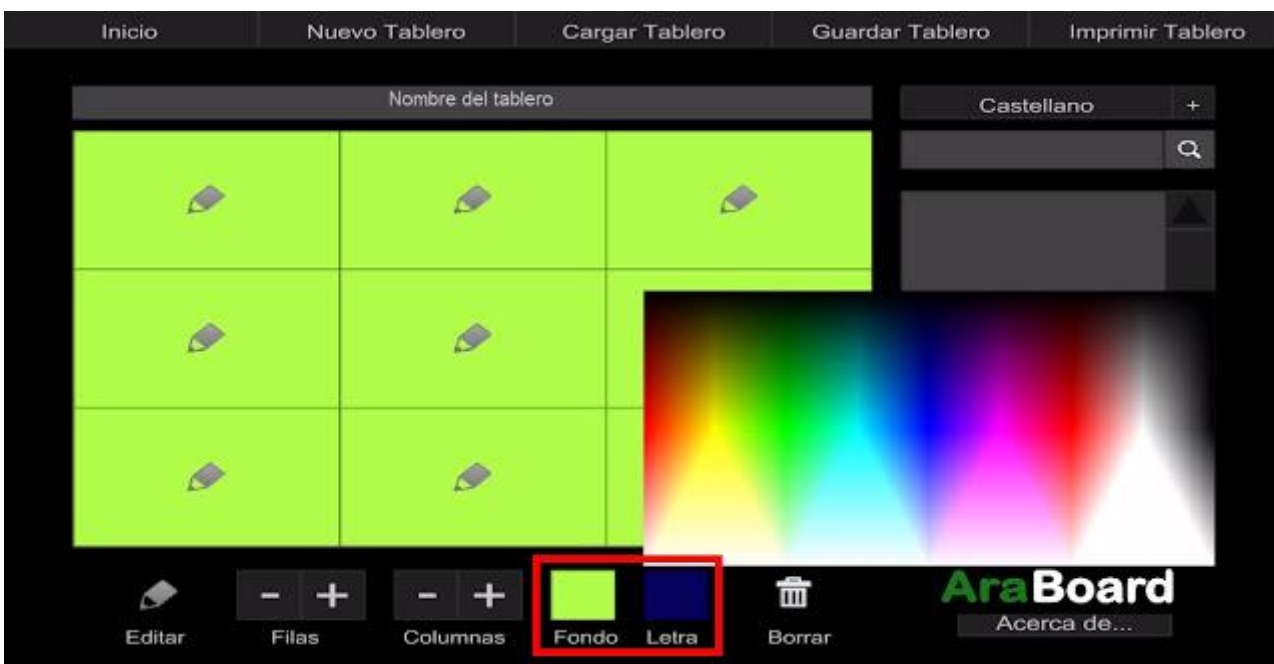 Inicio
Nuevo Tablero
Cargar Tablero
Guardar Tablero
Imprimir Tablero
Nombre del tablero
Castellano +
Editar
- +
Filas
- +
Columnas
Fondo
Letra
Borrar
AraBoard
Acerca de...